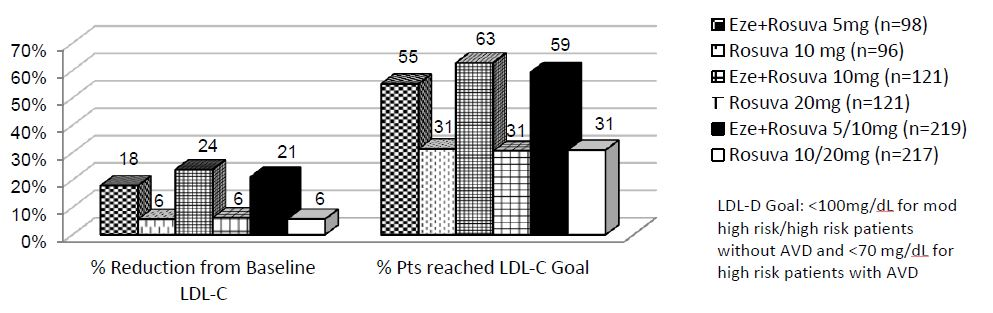 70%
60%
50%
40%
30%
20%
10%
0%
18
6
24
6
21
6
55
31
63
31
59
31
% Reduction from Baseline
LDL-C
% Pts reached LDL-C Goal
Eze+Rosuva 5mg (n=98)
Rosuva 10 mg (n=96)
Eze+Rosuva 10mg (n=121)
Rosuva 20mg (n=121)
Eze+Rosuva 5/10mg (n=219)
Rosuva 10/20mg (n=217)
LDL-D Goal: <100mg/dL for mod
high risk/high risk patients
without AVD and <70 mg/dL for
high risk patients with AVD